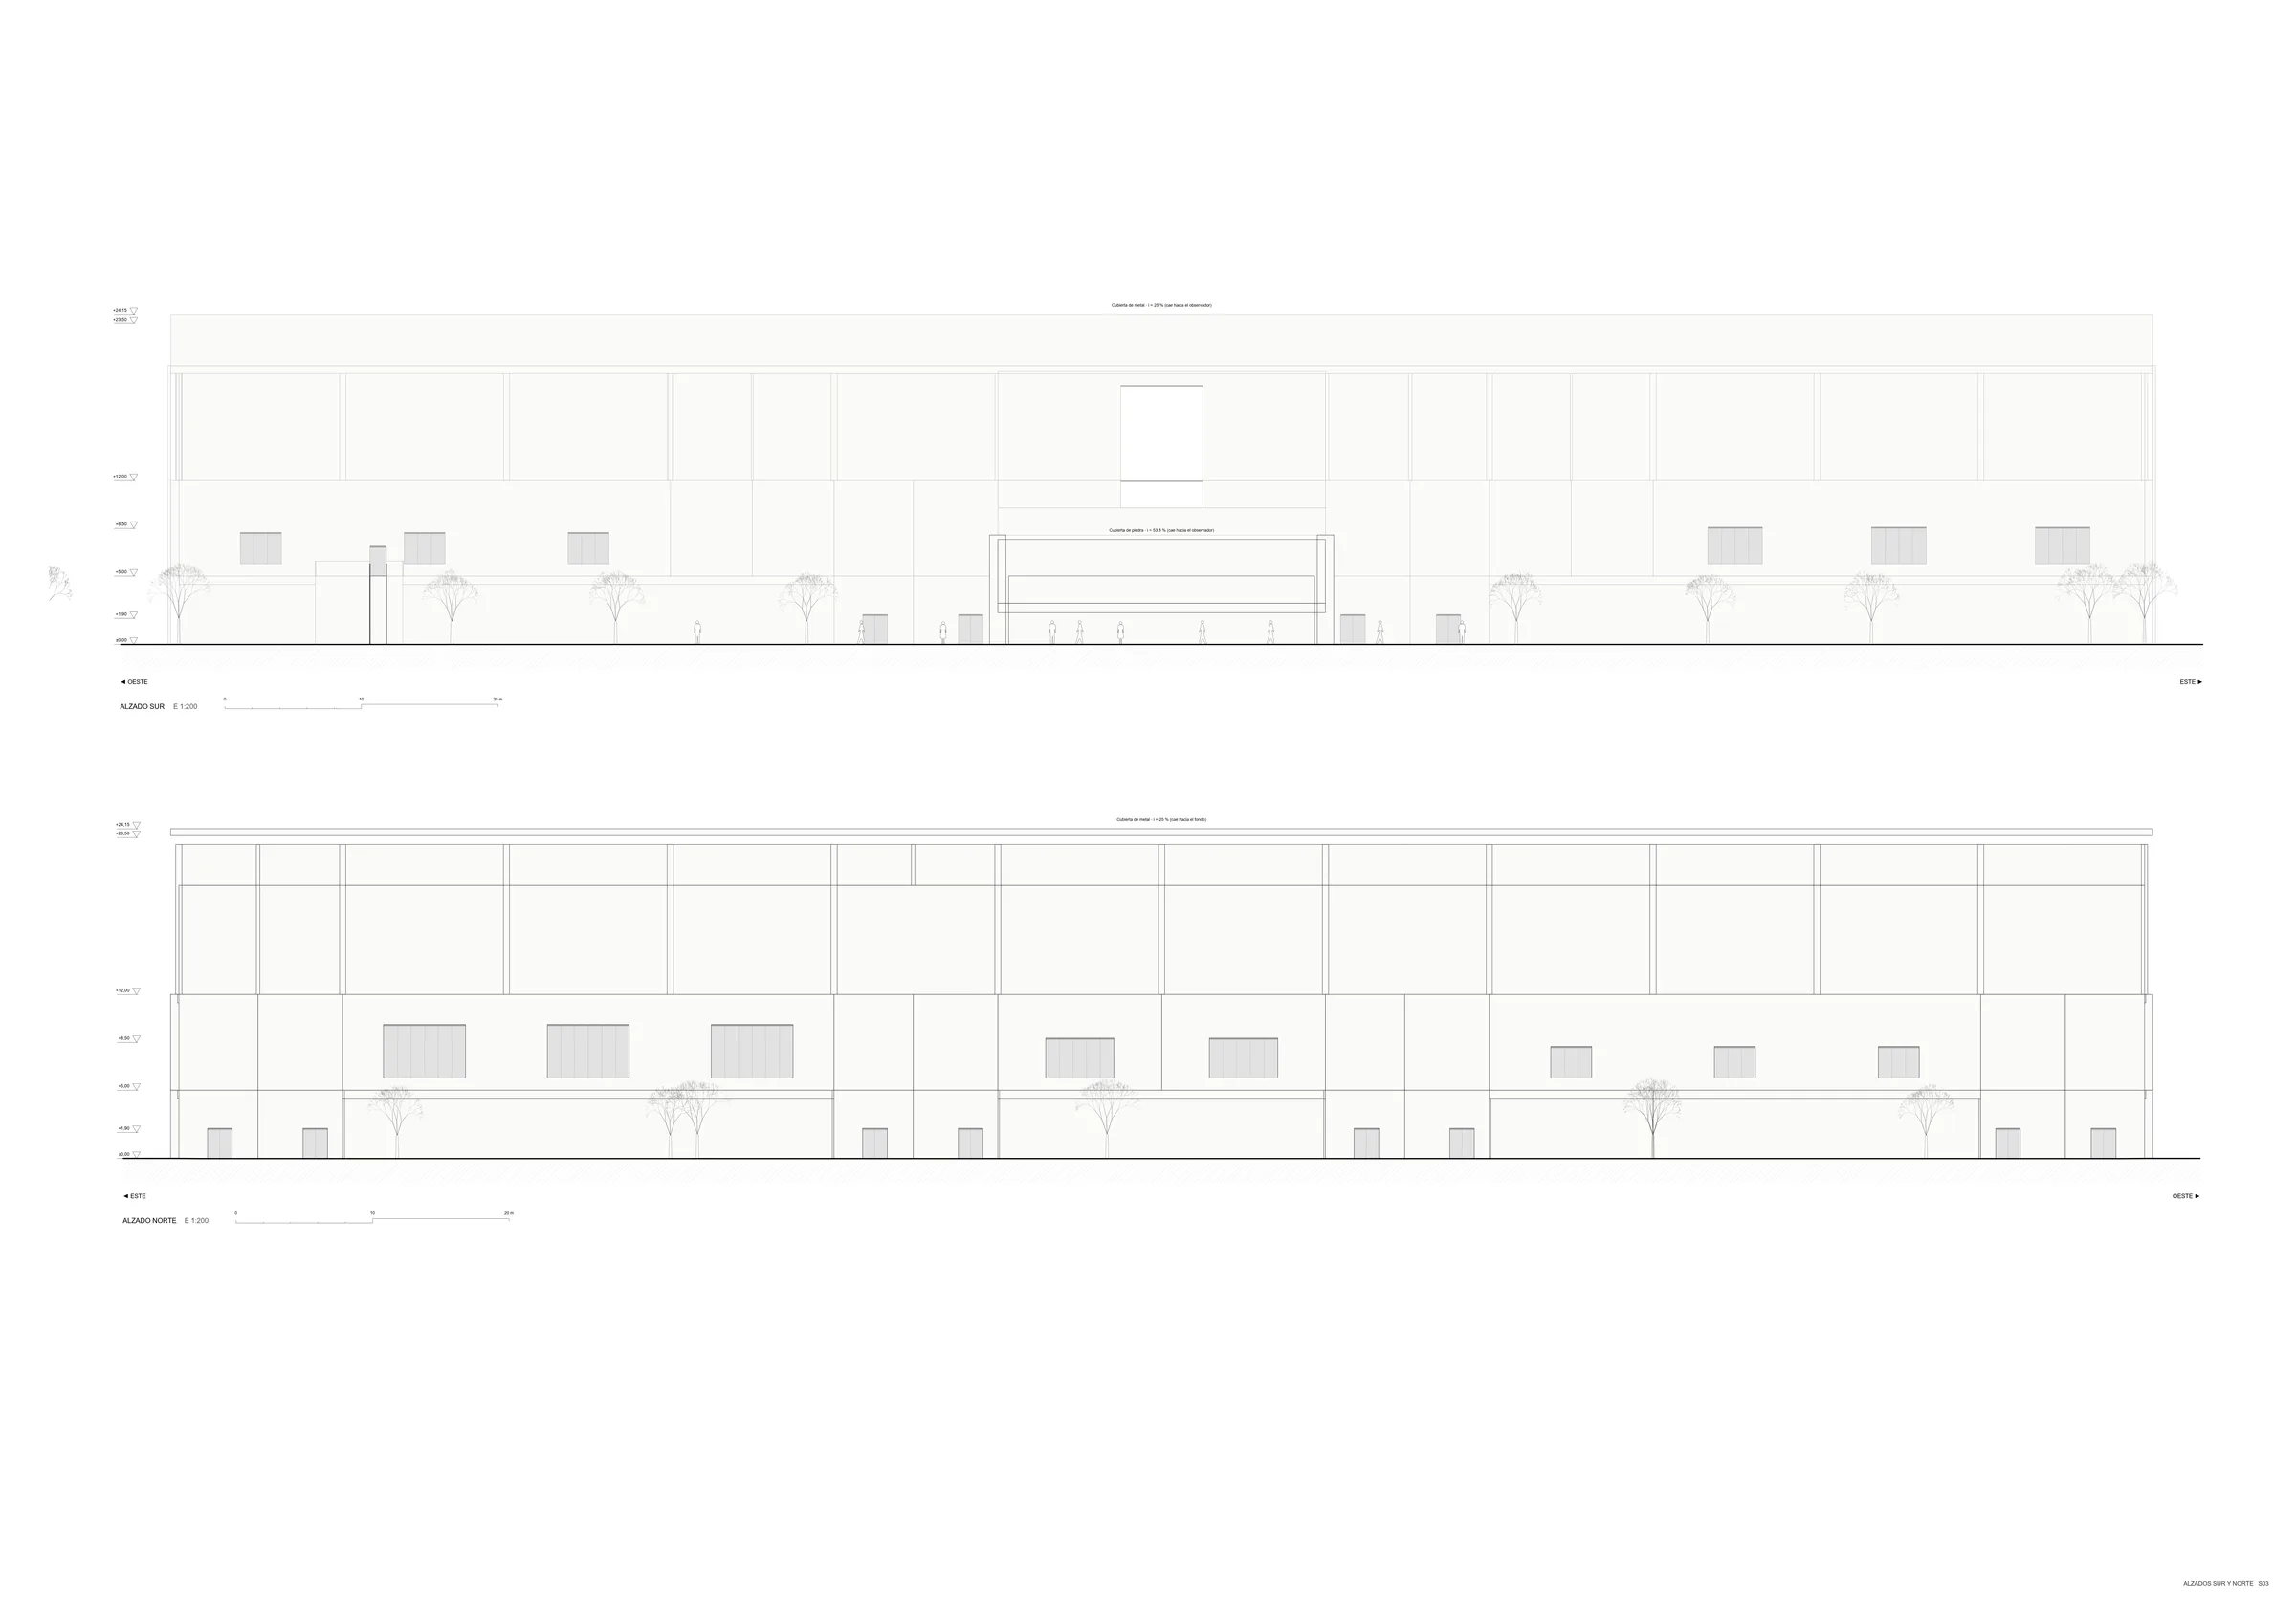 Cubierta de metal - i = 25 % (cae hacia el observador)
+24,15
+23,50
+12,00
+8,50
Cubierta de piedra - i = 53.8 % (cae hacia el observador)
+5,00
+1,90
±0,00
◄ OESTE
ESTE ►
0
10
20 m
ALZADO SUR E 1:200
Cubierta de metal - i = 25 % (cae hacia el fondo)
+24,15
+23,50
+12,00
+8,50
+5,00
+1,90
±0,00
◄ ESTE
OESTE ►
0
10
20 m
ALZADO NORTE E 1:200
ALZADOS SUR Y NORTE S03